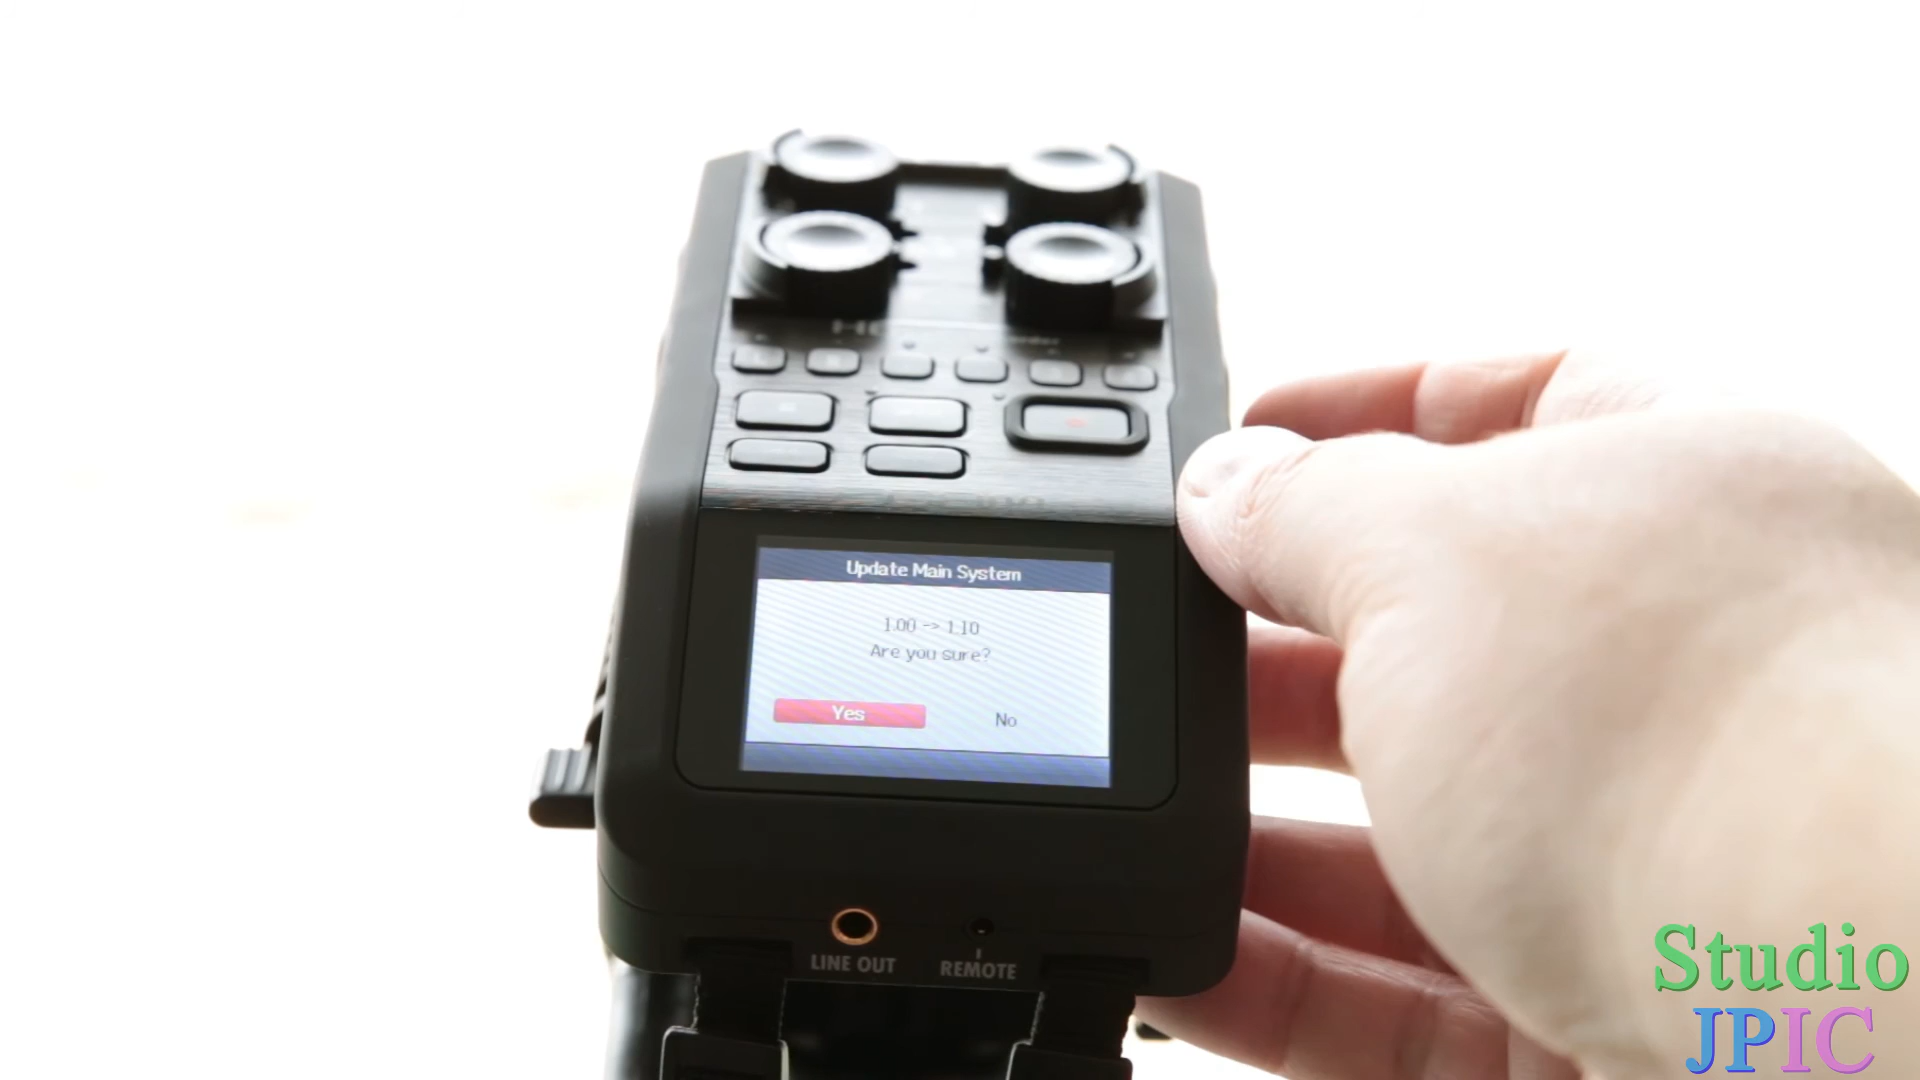 Update Main System
1.00 -> 1.10
Are you sure?
Yes
No
LINE OUT
REMOTE
Studio
JPIC